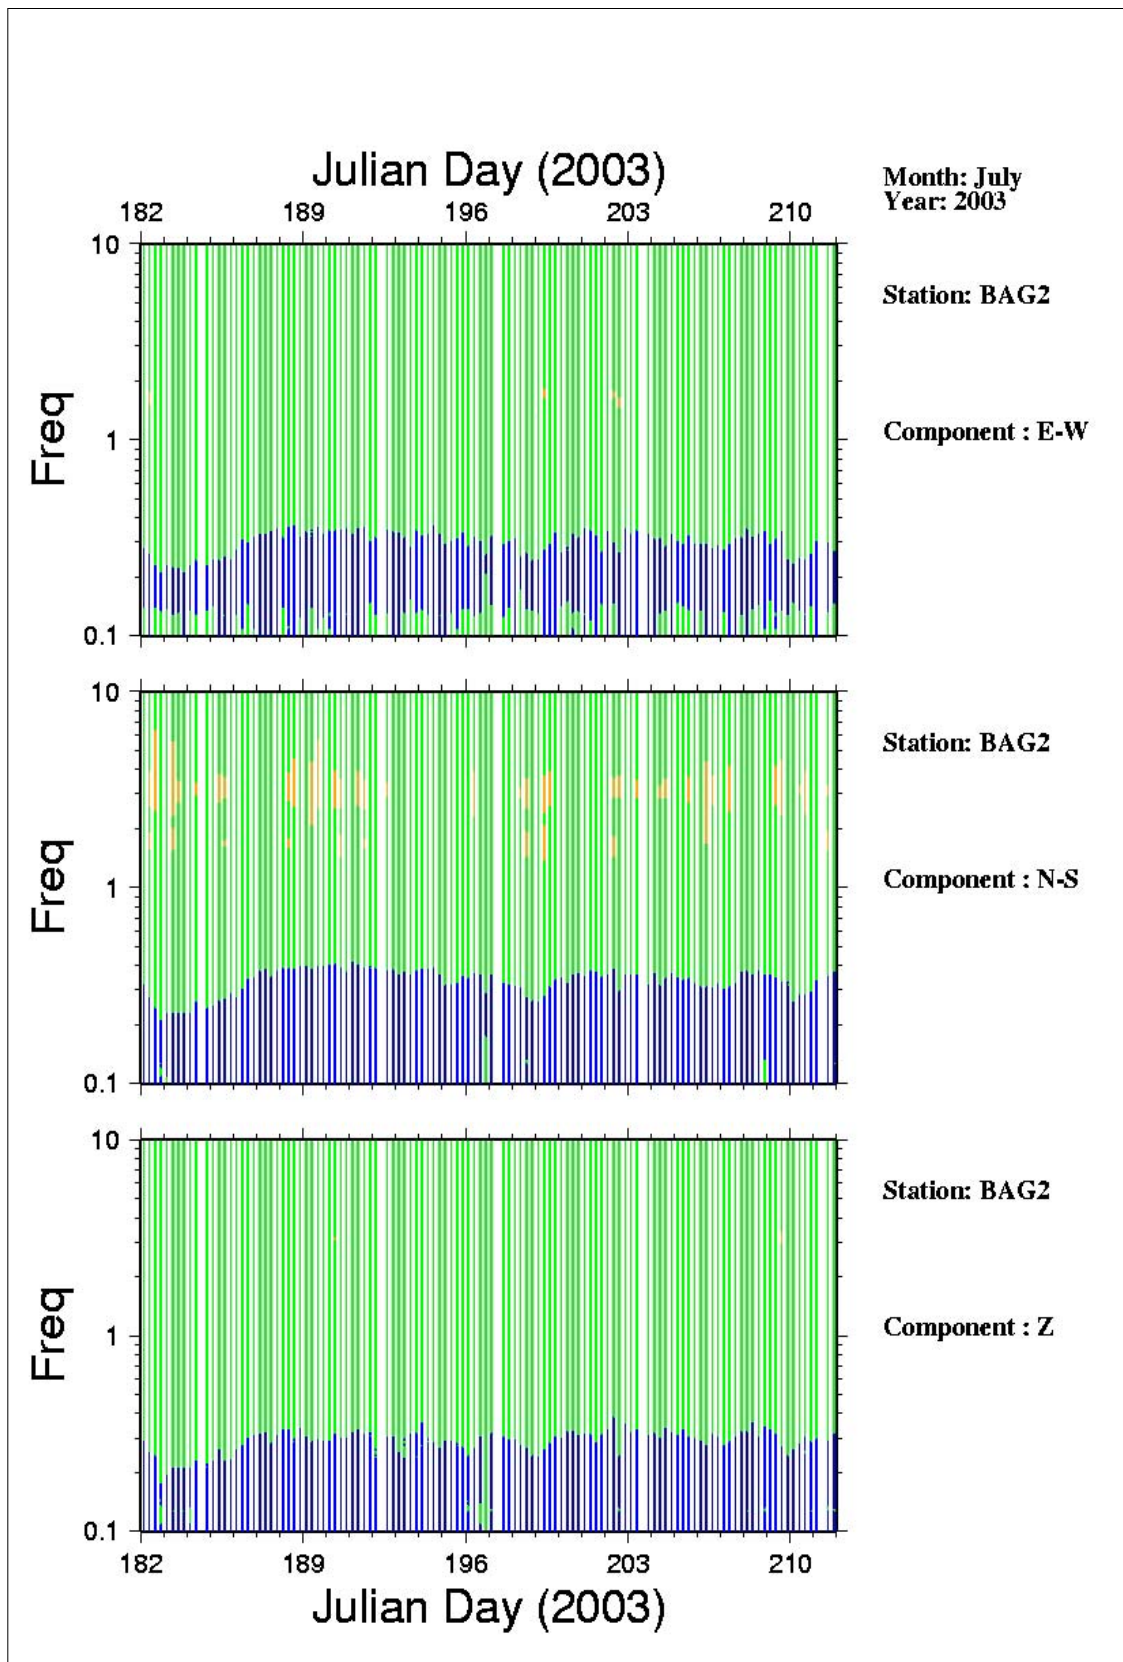 Julian Day (2003)
182 189 196 203 210
Month: July
Year: 2003
10
1
0.1
Freq
Station: BAG2
Component : E-W
10
1
0.1
Freq
Station: BAG2
Component : N-S
10
1
0.1
Freq
Station: BAG2
Component : Z
182 189 196 203 210
Julian Day (2003)